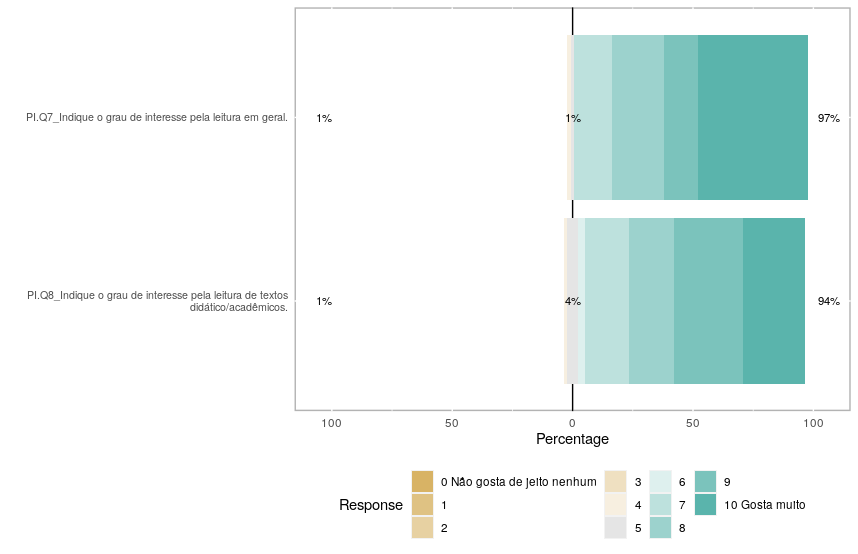 PI.Q7_Indique o grau de interesse pela leitura em geral.
1%
1%
97%
PI.Q8_Indique o grau de interesse pela leitura de textos
didático/acadêmicos.
1%
4%
94%
100
50
0
50
100
Percentage
Response
0 Não gosta de jeito nenhum
1
2
3
4
5
6
7
8
9
10 Gosta muito